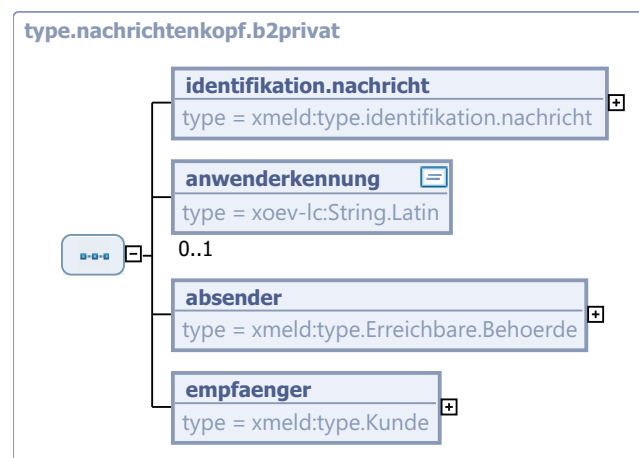 type.nachrichtenkopf.b2privat
identifikation.nachricht
type = xmeld:type.identifikation.nachricht
anwenderkennung
type = xoev-lc:String.Latin
0..1
absender
type = xmeld:type.Erreichbare.Behoerde
empfaenger
type = xmeld:type.Kunde